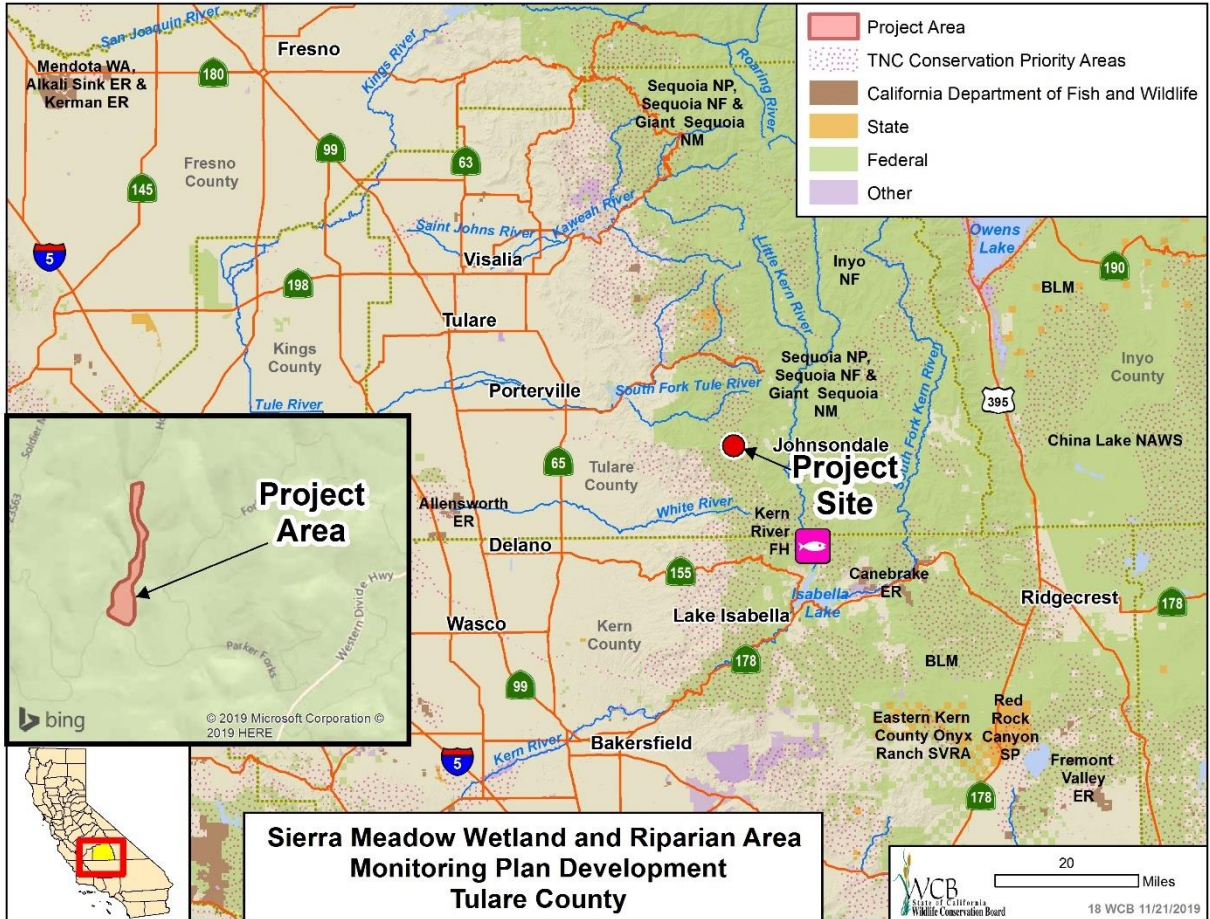 San Joaquin River
Fresno
Kings River
Roaring River
Mendota WA,
Alkali Sink ER &
Kerman ER
180
Sequoia NP,
Sequoia NF &
Giant Sequoia
NM
99
63
Fresno
County
145
Saint Johns River
Kaweah River
5
Visalia
198
Little Kern River
Inyo
NF
Owens
Lake
190
BLM
Tulare
Kings
County
Inyo
County
Sequoia NP,
Sequoia NF &
Giant Sequoia
NM
South Fork Kern River
395
Porterville
South Fork Tule River
Tule River
Johnsondale
Project
Site
China Lake NAWS
65
Tulare
County
Allensworth
ER
White River
Kern
River
FH
Delano
155
Canebrake
ER
Isabella
Lake
Lake Isabella
Ridgecrest
178
Wasco
Kern
County
178
BLM
99
Eastern Kern
County Onyx
Ranch SVRA
Red
Rock
Canyon
SP
Fremont
Valley
ER
Kern River
Bakersfield
5
178
Project Area
TNC Conservation Priority Areas
California Department of Fish and Wildlife
State
Federal
Other
Project
Area
Parker Forks
Western Divide Hwy
bing
© 2019 Microsoft Corporation ©
2019 HERE
Sierra Meadow Wetland and Riparian Area
Monitoring Plan Development
Tulare County
WCB
State of California
Wildlife Conservation Board
20
Miles
18 WCB 11/21/2019